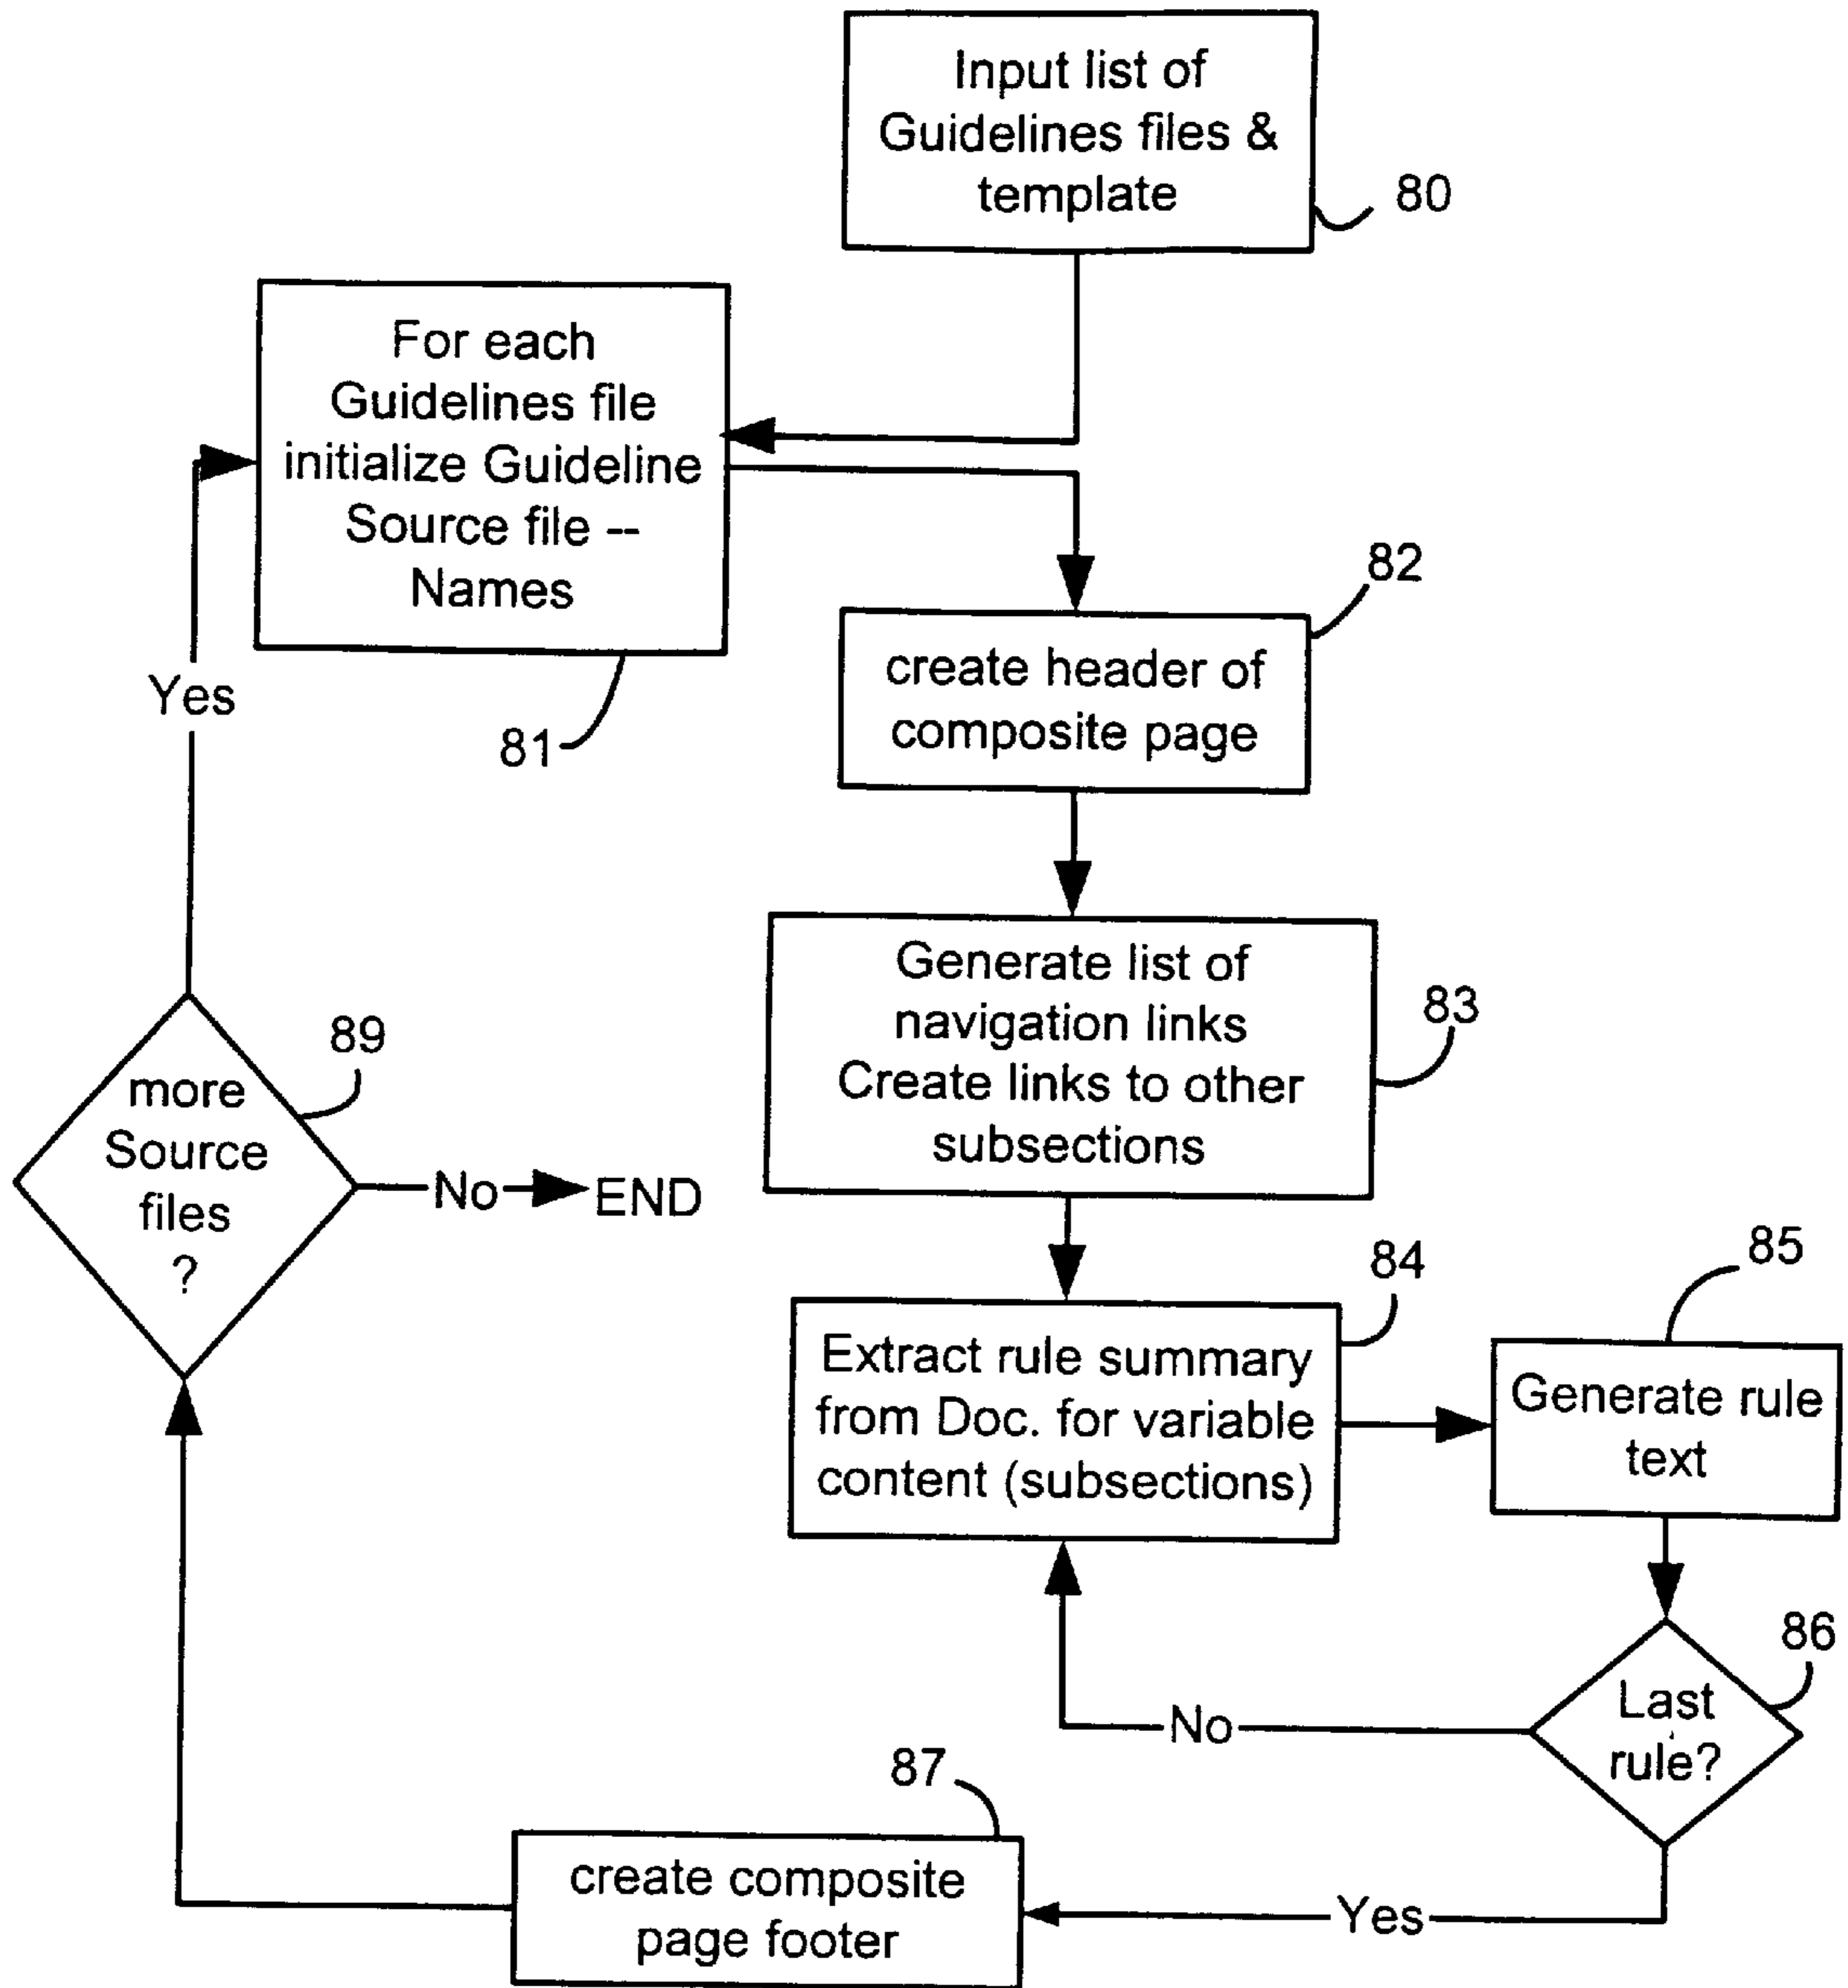 Input list of
Guidelines files &
template
80
For each
Guidelines file
initialize Guideline
Source file --
Names
81
82
create header of
composite page
Yes
Generate list of
navigation links
Create links to other
subsections
83
89
more
Source
files
?
No
END
84
Extract rule summary
from Doc. for variable
content (subsections)
85
Generate rule
text
86
Last
rule?
No
Yes
87
create composite
page footer